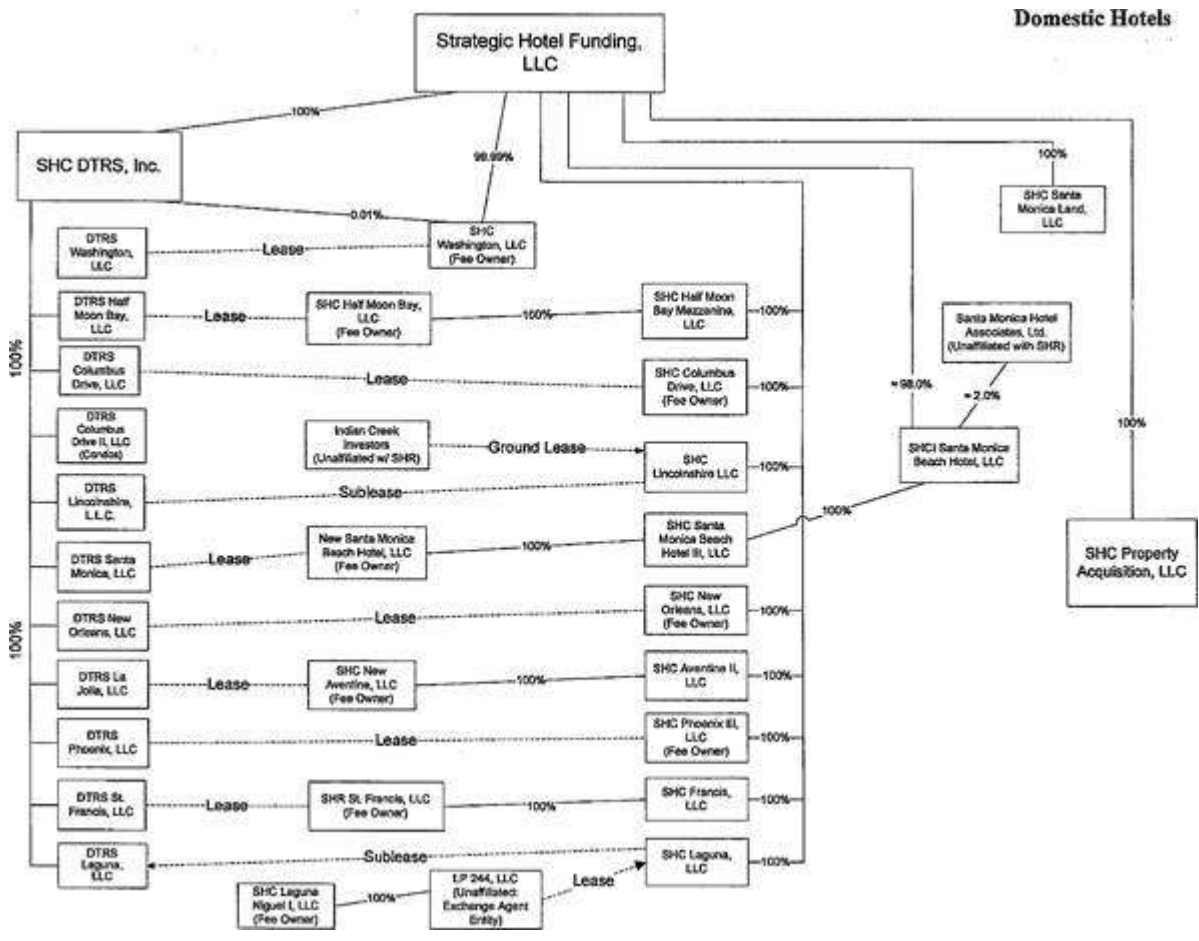 Domestic Hotels
Strategic Hotel Funding,
LLC
100%
SHC DTRS, Inc.
99.99%
100%
SHC Santa
Monica Land,
LLC
0.01%
DTRS
Washington,
LLC
Lease
SHC
Washington, LLC
(Fee Owner)
DTRS Half
Moon Bay,
LLC
Lease
SHC Half Moon Bay,
LLC
(Fee Owner)
100%
SHC Half Moon
Bay Mezzanine,
LLC
100%
Santa Monica Hotel
Associates, Ltd.
(Unaffiliated with SHR)
100%
DTRS
Columbus
Drive, LLC
Lease
SHC Columbus
Drive, LLC
(Fee Owner)
100%
≈ 98.0%
≈ 2.0%
DTRS
Columbus
Drive II, LLC
(Condos)
Indian Creek
Investors
(Unaffiliated w/ SHR)
Ground Lease
SHC
Lincolnshire LLC
100%
SHCI Santa Monica
Beach Hotel, LLC
100%
DTRS
Lincolnshire,
L.L.C.
Sublease
DTRS Santa
Monica, LLC
Lease
New Santa Monica
Beach Hotel, LLC
(Fee Owner)
100%
SHC Santa
Monica Beach
Hotel III, LLC
100%
SHC Property
Acquisition, LLC
DTRS New
Orleans, LLC
Lease
SHC New
Orleans, LLC
(Fee Owner)
100%
100%
DTRS La
Jolla, LLC
Lease
SHC New
Aventine, LLC
(Fee Owner)
100%
SHC Aventine II,
LLC
100%
DTRS
Phoenix, LLC
Lease
SHC Phoenix III,
LLC
(Fee Owner)
100%
DTRS St.
Francis, LLC
Lease
SHR St. Francis, LLC
(Fee Owner)
100%
SHC Francis,
LLC
100%
DTRS
Laguna,
LLC
Sublease
SHC Laguna,
LLC
100%
SHC Laguna
Niguel I, LLC
(Fee Owner)
100%
LP 244, LLC
(Unaffiliated:
Exchange Agent
Entity)
Lease